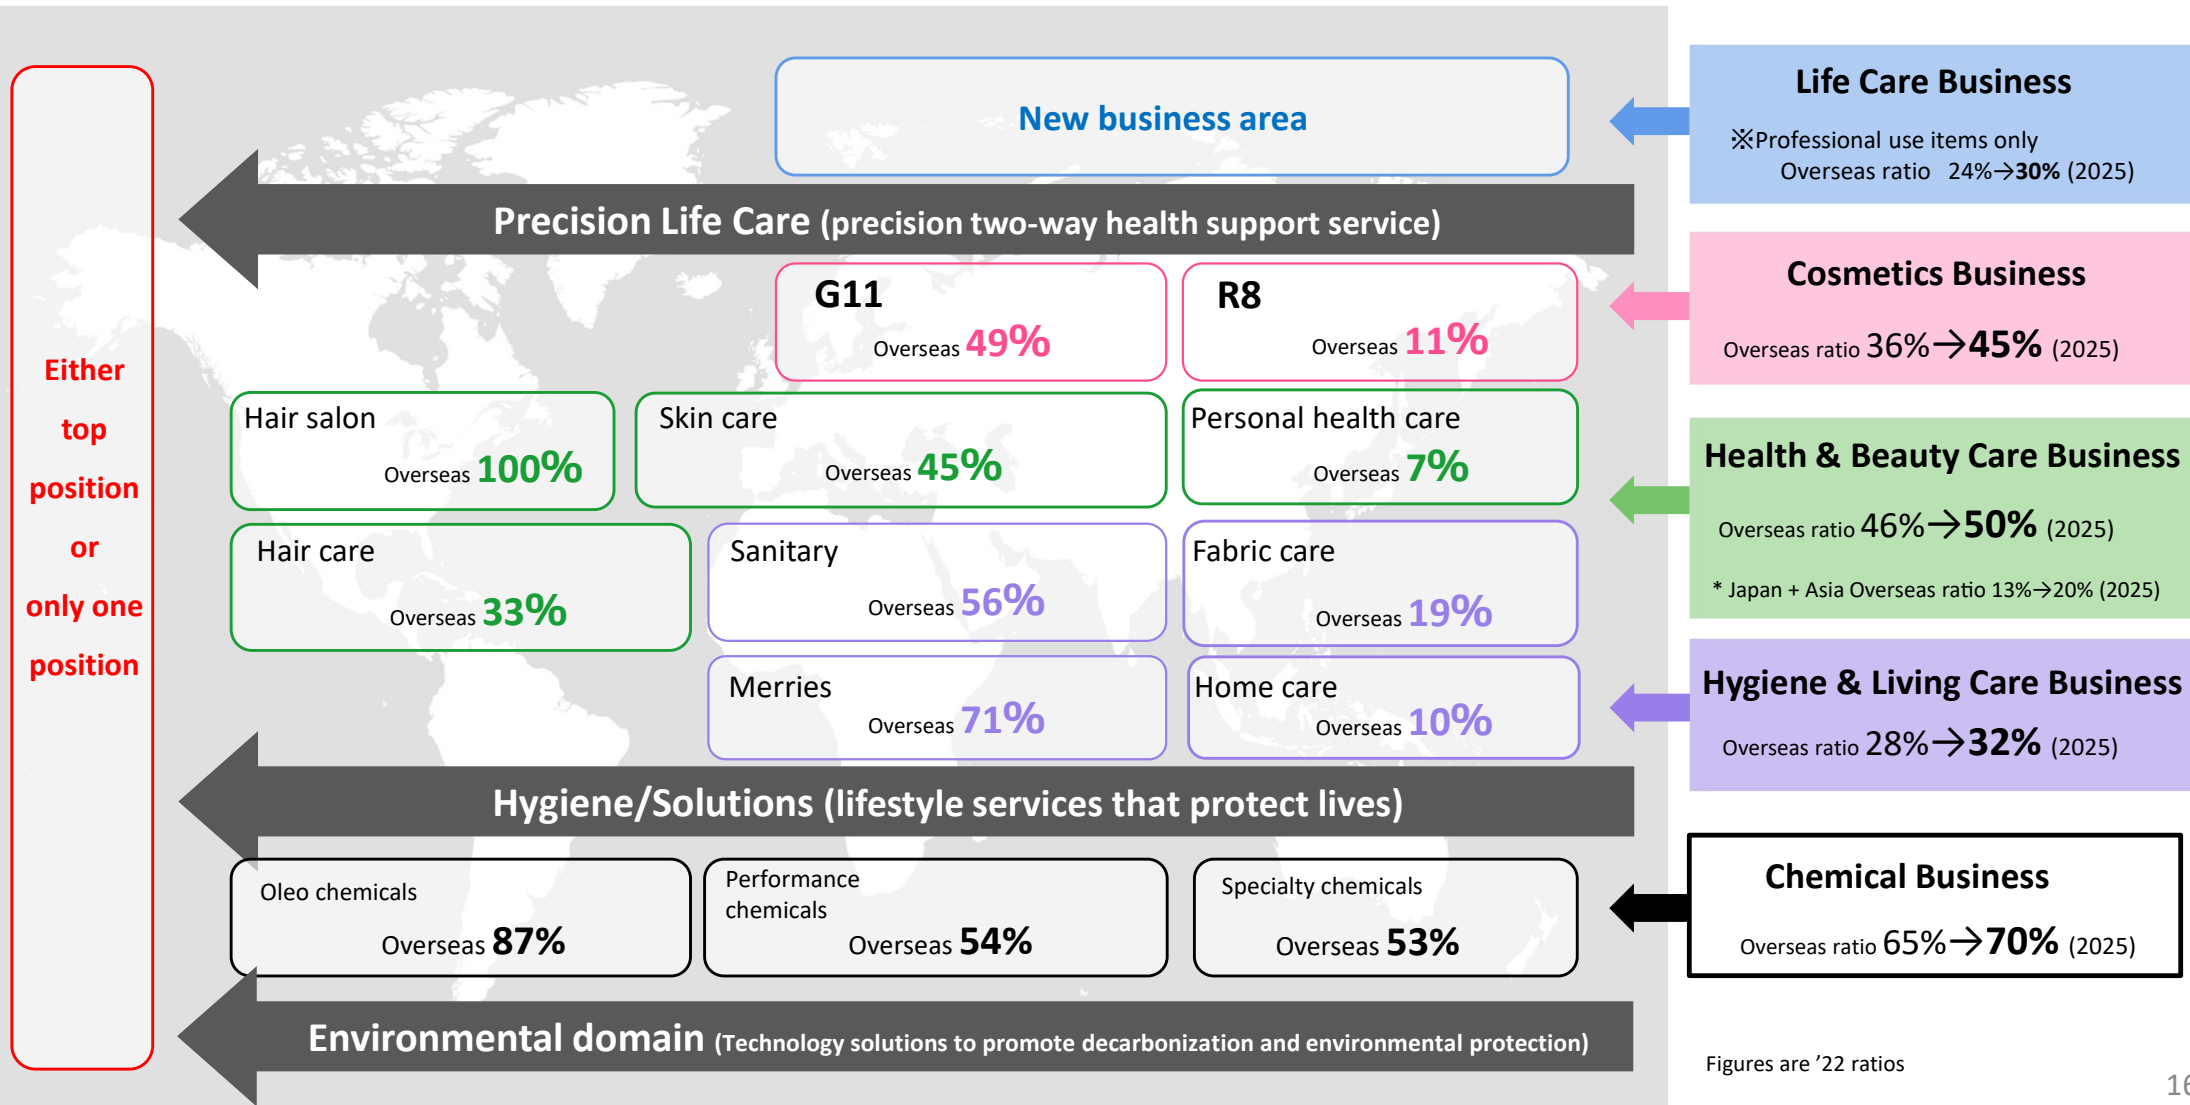 Either
top
position
or
only one
position
New business area
Precision Life Care (precision two-way health support service)
G11
Overseas 49%
R8
Overseas 11%
Hair salon
Overseas 100%
Skin care
Overseas 45%
Personal health care
Overseas 7%
Hair care
Overseas 33%
Sanitary
Overseas 56%
Fabric care
Overseas 19%
Merries
Overseas 71%
Home care
Overseas 10%
Hygiene/Solutions (lifestyle services that protect lives)
Oleo chemicals
Overseas 87%
Performance
chemicals
Overseas 54%
Specialty chemicals
Overseas 53%
Environmental domain (Technology solutions to promote decarbonization and environmental protection)
Life Care Business
※Professional use items only
Overseas ratio 24%→30% (2025)
Cosmetics Business
Overseas ratio 36%→45% (2025)
Health & Beauty Care Business
Overseas ratio 46%→50% (2025)
* Japan + Asia Overseas ratio 13%→20% (2025)
Hygiene & Living Care Business
Overseas ratio 28%→32% (2025)
Chemical Business
Overseas ratio 65%→70% (2025)
Figures are ’22 ratios
16